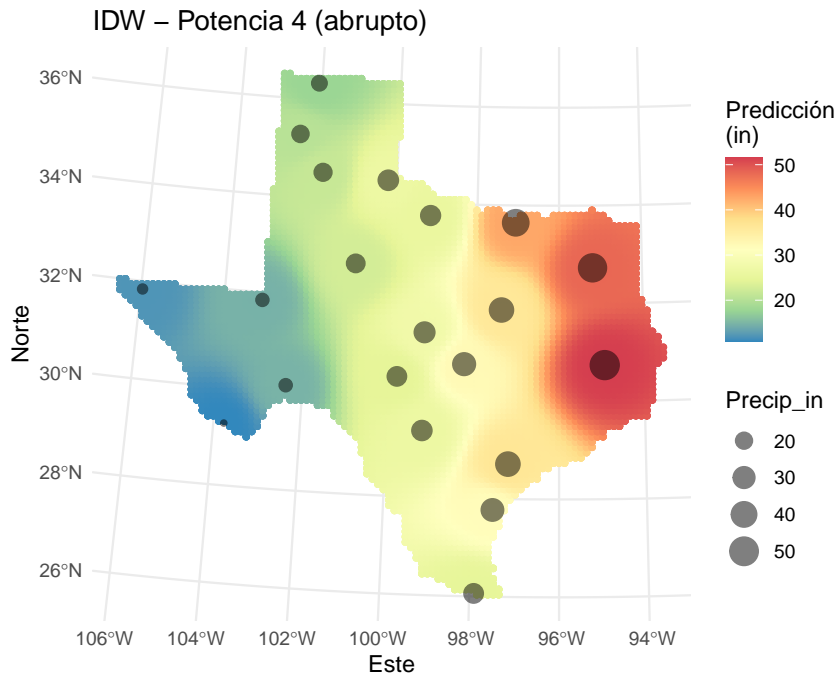 IDW – Potencia 4 (abrupto)
36°N
34°N
32°N
30°N
28°N
26°N
Norte
106°W
104°W
102°W
100°W
98°W
96°W
94°W
Este
Predicción
(in)
50
40
30
20
Precip_in
20
30
40
50